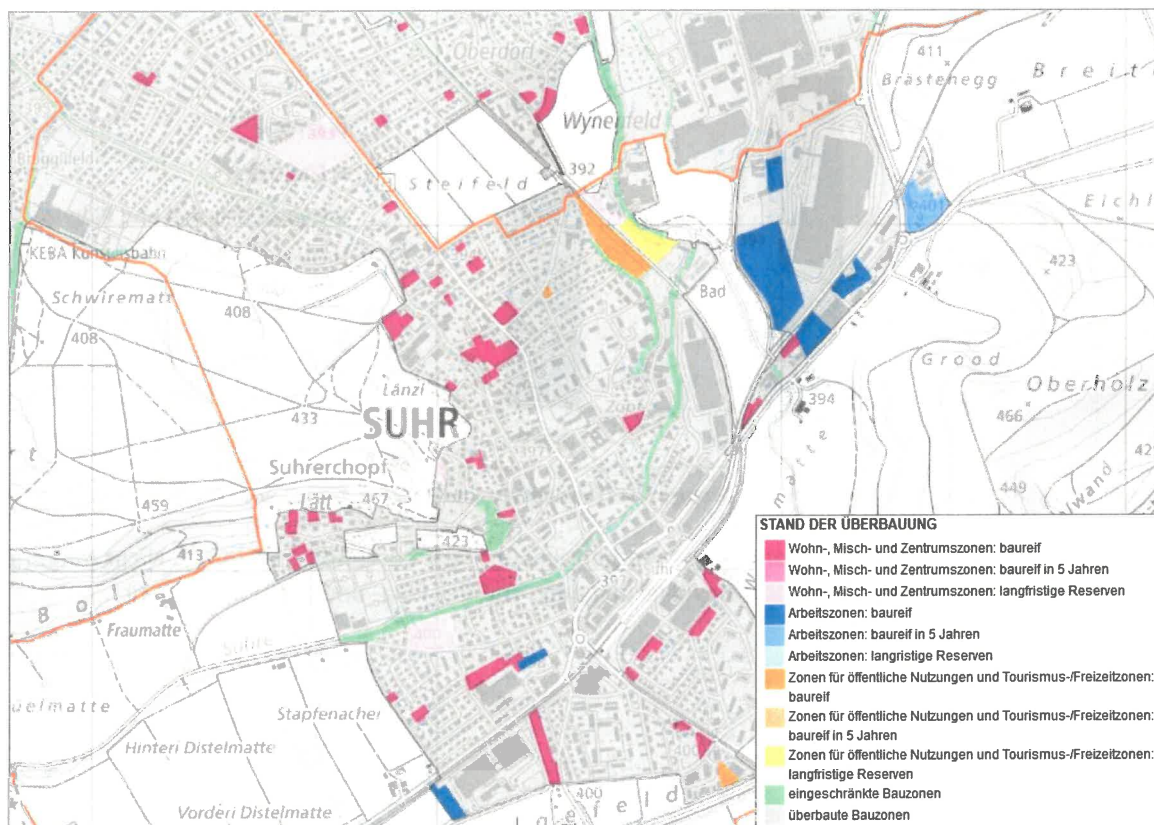 Oberdorf
411
Brästenegg
Wynenfeld
392
Steifeld
401
Eichl
KEBA Kunsteisbahn
423
Bad
Schwirematt
408
408
Länzl
Grood
394
Oberholz
433
SUHR
466
Suhrerchopf
Lätt
467
459
449
423
413
Fraumatte
Suhre
Stapfenacher
Hinteri Distelmatte
Vorderi Distelmatte
400
STAND DER ÜBERBAUUNG
Wohn-, Misch- und Zentrumszonen: baureif
Wohn-, Misch- und Zentrumszonen: baureif in 5 Jahren
Wohn-, Misch- und Zentrumszonen: langfristige Reserven
Arbeitszonen: baureif
Arbeitszonen: baureif in 5 Jahren
Arbeitszonen: langristige Reserven
Zonen für öffentliche Nutzungen und Tourismus-/Freizeitzonen:
baureif
Zonen für öffentliche Nutzungen und Tourismus-/Freizeitzonen:
baureif in 5 Jahren
Zonen für öffentliche Nutzungen und Tourismus-/Freizeitzonen:
langfristige Reserven
eingeschränkte Bauzonen
überbaute Bauzonen